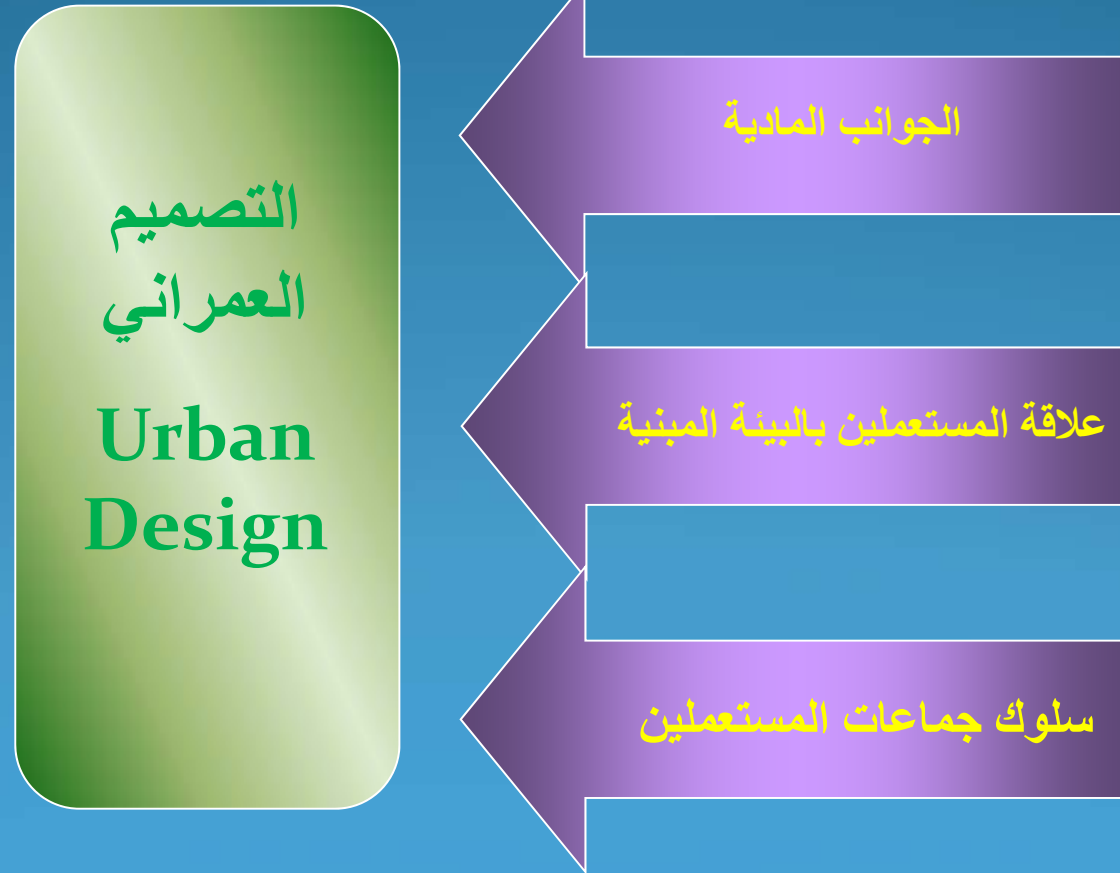 التصميم
العمراني
Urban
Design
الجوانب المادية
علاقة المستعملين بالبيئة المبنية
سلوك جماعات المستعملين